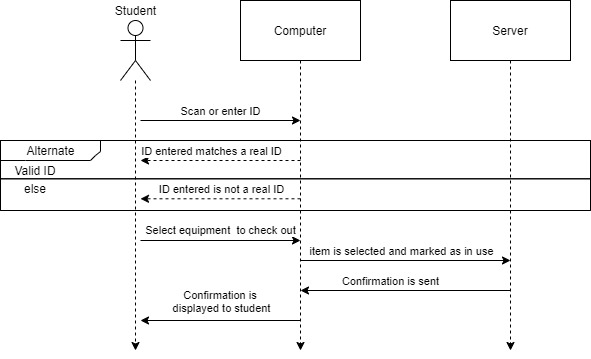 Student
Computer
Server
Scan or enter ID
Alternate
ID entered matches a real ID
Valid ID
else
ID entered is not a real ID
Select equipment to check out
item is selected and marked as in use
Confirmation is sent
Confirmation is
displayed to student